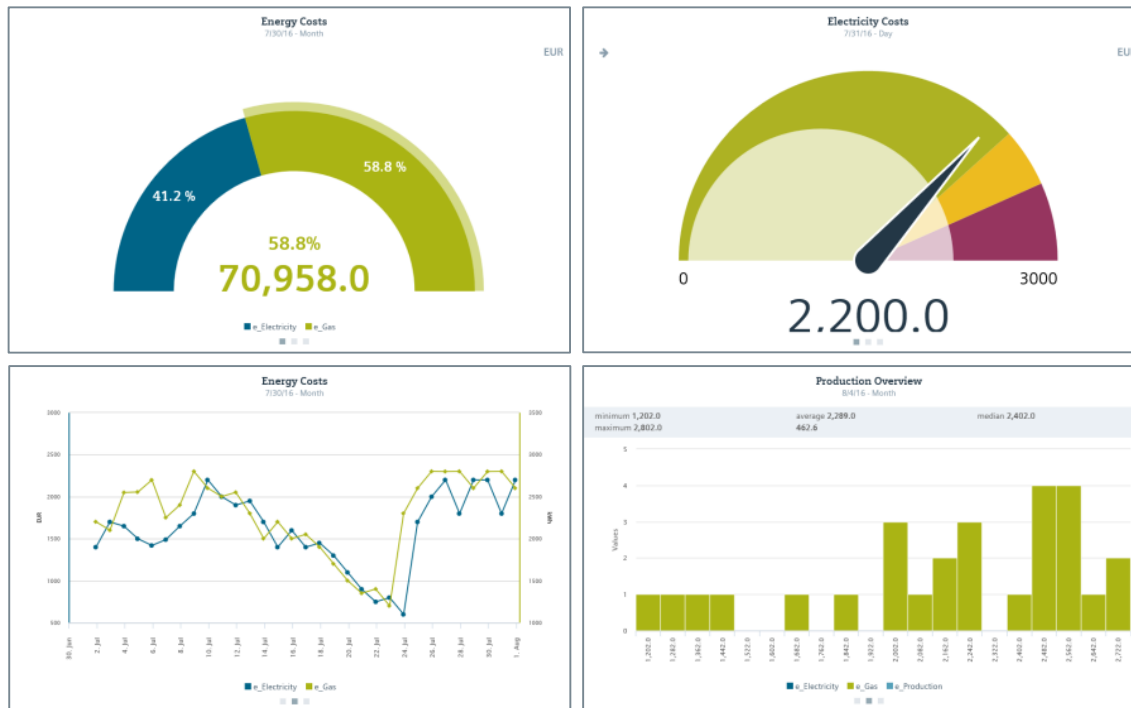 Energy Costs
7/30/16 - Month
EUR
41.2 %
58.8 %
58.8%
70,958.0
e_Electricity e_Gas
Electricity Costs
7/31/16 - Day
EU
0 3000
2,200.0
Energy Costs
7/30/16 - Month
3000 3500
2500 3000
2000 2500
EUR kWh
1500 2000
1000 1500
500 1000
30. Jun 2. Jul 4. Jul 6. Jul 8. Jul 10. Jul 12. Jul 14. Jul 16. Jul 18. Jul 20. Jul 22. Jul 24. Jul 26. Jul 28. Jul 30. Jul 1. Aug
e_Electricity e_Gas
Production Overview
8/4/16 - Month
minimum 1,202.0 average 2,289.0 median 2,402.0
maximum 2,802.0 462.6
5
4
3
Values
2
1
0
1,202.0 1,282.0 1,362.0 1,442.0 1,522.0 1,602.0 1,682.0 1,762.0 1,842.0 1,922.0 2,002.0 2,082.0 2,162.0 2,242.0 2,322.0 2,402.0 2,482.0 2,562.0 2,642.0 2,722.0
e_Electricity e_Gas e_Production